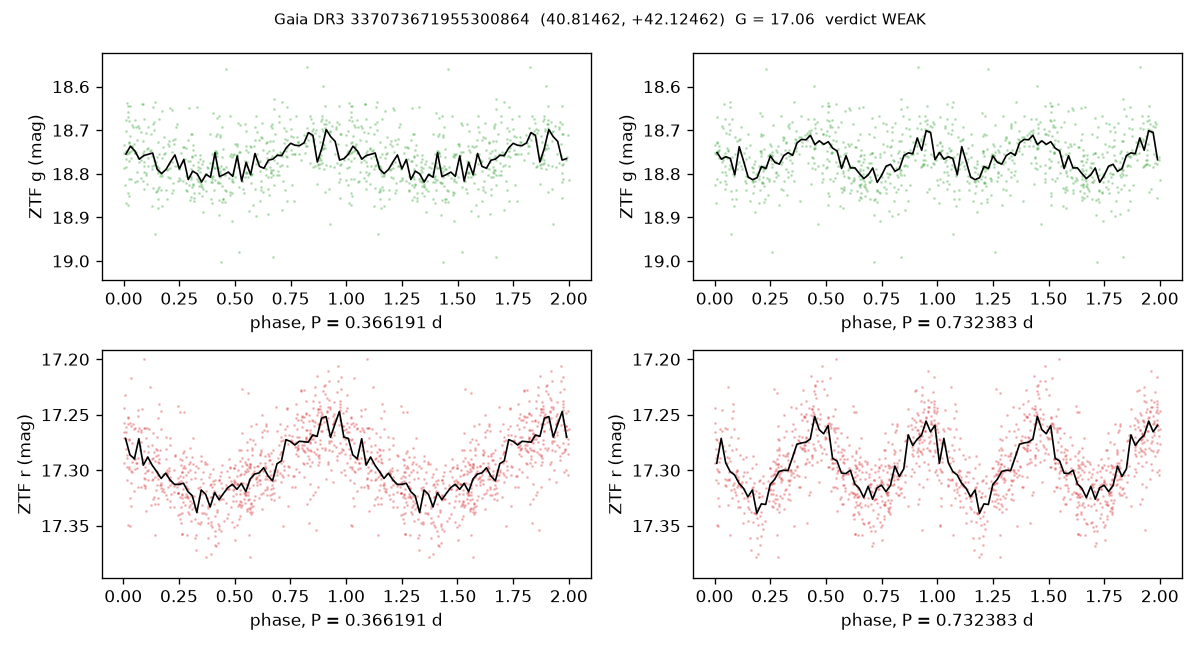 Gaia DR3 337073671955300864 (40.81462, +42.12462) G = 17.06 verdict WEAK
ZTF g (mag)
18.6
18.7
18.8
18.9
19.0
0.00 0.25 0.50 0.75 1.00 1.25 1.50 1.75 2.00
phase, P = 0.366191 d
ZTF g (mag)
18.6
18.7
18.8
18.9
19.0
0.00 0.25 0.50 0.75 1.00 1.25 1.50 1.75 2.00
phase, P = 0.732383 d
ZTF r (mag)
17.20
17.25
17.30
17.35
0.00 0.25 0.50 0.75 1.00 1.25 1.50 1.75 2.00
phase, P = 0.366191 d
ZTF r (mag)
17.20
17.25
17.30
17.35
0.00 0.25 0.50 0.75 1.00 1.25 1.50 1.75 2.00
phase, P = 0.732383 d